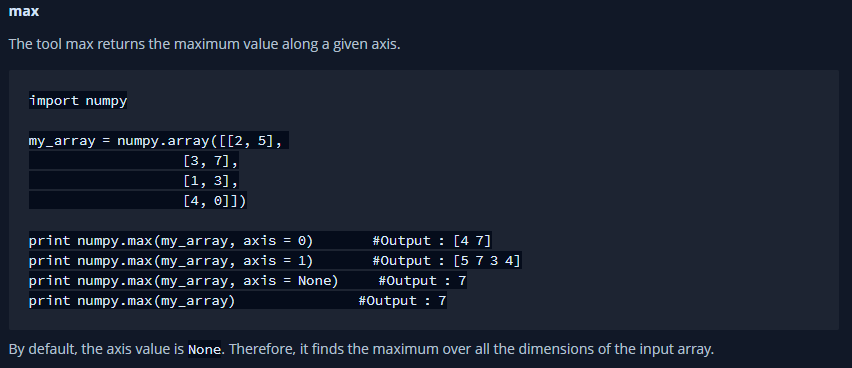 max
The tool max returns the maximum value along a given axis.
import numpy
my_array = numpy.array([[2, 5],
[3, 7],
[1, 3],
[4, 0]])
print numpy.max(my_array, axis = 0)       #Output : [4 7]
print numpy.max(my_array, axis = 1)       #Output : [5 7 3 4]
print numpy.max(my_array, axis = None)     #Output : 7
print numpy.max(my_array)               #Output : 7
By default, the axis value is None. Therefore, it finds the maximum over all the dimensions of the input array.